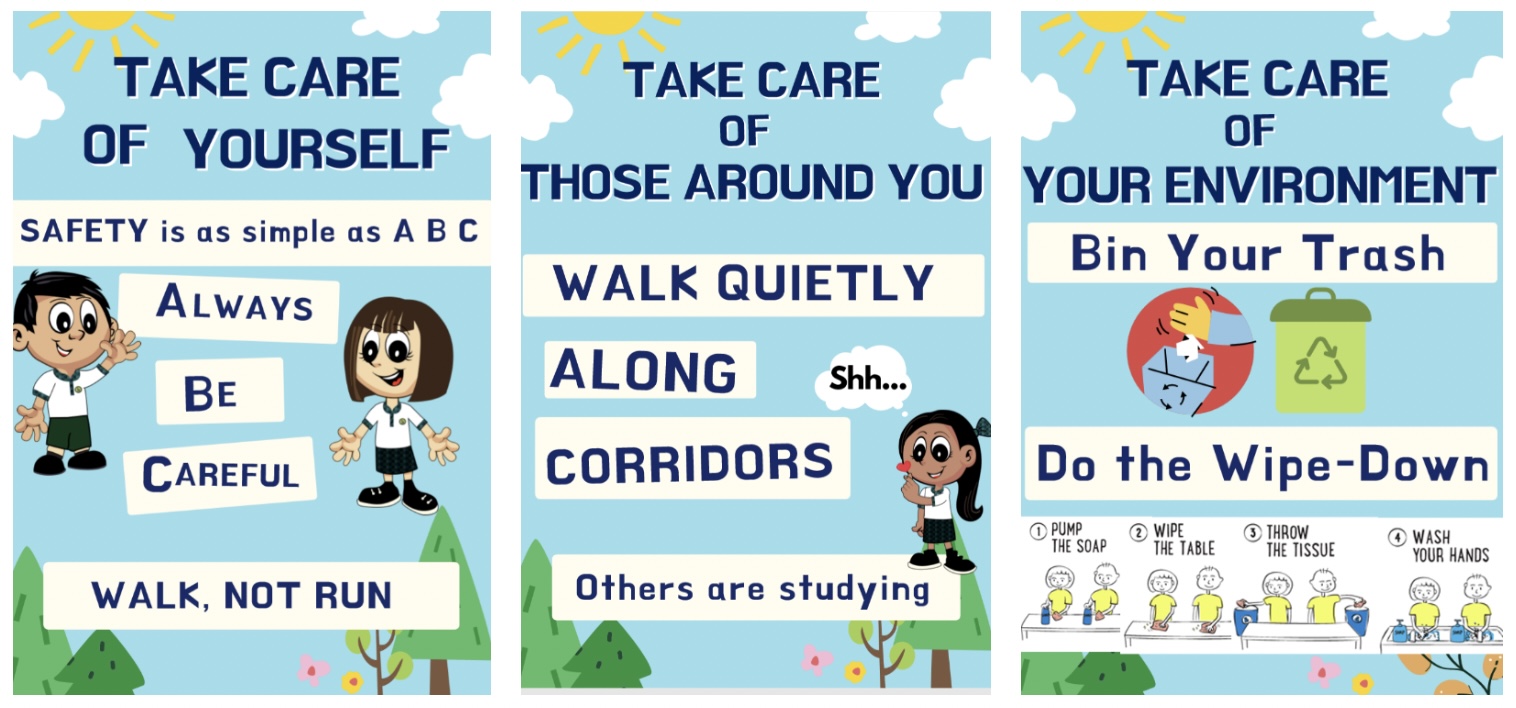 TAKE CARE
OF YOURSELF
SAFETY is as simple as A B C
ALWAYS
BE
CAREFUL
WALK, NOT RUN
TAKE CARE
OF
THOSE AROUND YOU
WALK QUIETLY
ALONG
Shh...
CORRIDORS
Others are studying
TAKE CARE
OF
YOUR ENVIRONMENT
Bin Your Trash
Do the Wipe-Down
1 PUMP
THE SOAP
2 WIPE
THE TABLE
3 THROW
THE TISSUE
4 WASH
YOUR HANDS